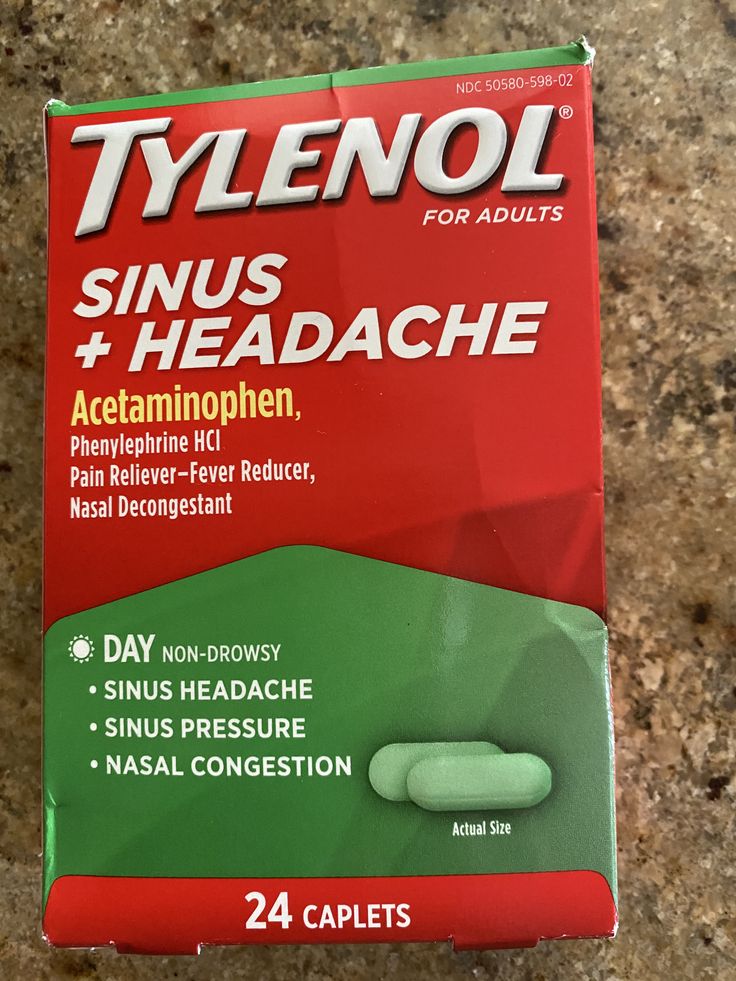 NDC 50580-598-02
TYLENOL®
FOR ADULTS
SINUS
+ HEADACHE
Acetaminophen,
Phenylephrine HCl
Pain Reliever–Fever Reducer,
Nasal Decongestant
DAY NON-DROWSY
• SINUS HEADACHE
• SINUS PRESSURE
• NASAL CONGESTION
Actual Size
24 CAPLETS